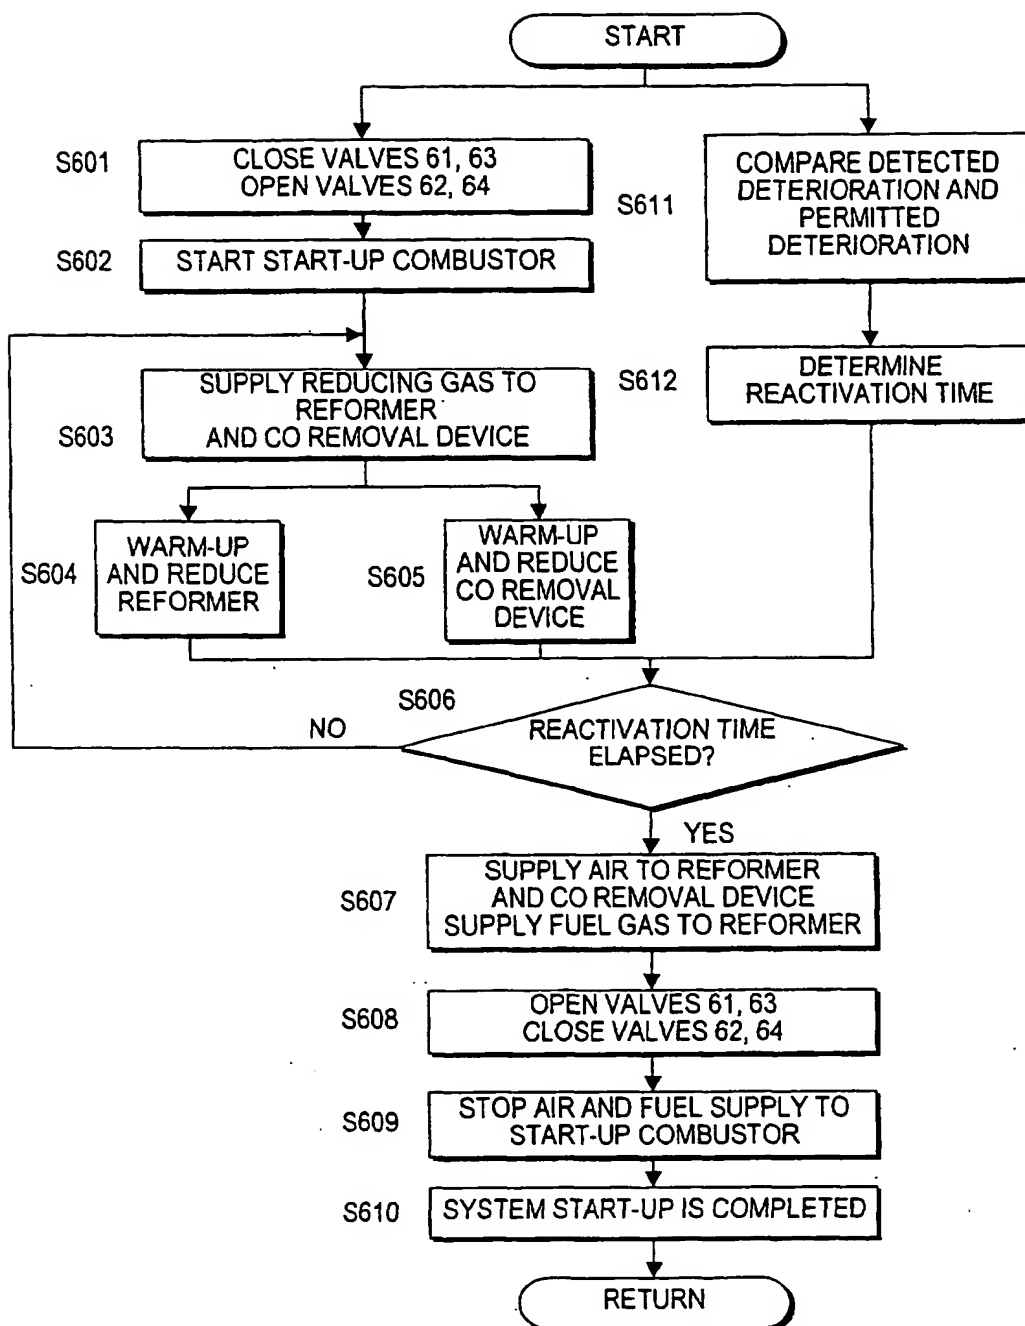 START
S601
CLOSE VALVES 61, 63
OPEN VALVES 62, 64
S611
COMPARE DETECTED
DETERIORATION AND
PERMITTED
DETERIORATION
S602
START START-UP COMBUSTOR
S612
DETERMINE
REACTIVATION TIME
S603
SUPPLY REDUCING GAS TO
REFORMER
AND CO REMOVAL DEVICE
S604
WARM-UP
AND REDUCE
REFORMER
S605
WARM-UP
AND REDUCE
CO REMOVAL
DEVICE
S606
REACTIVATION TIME
ELAPSED?
NO
YES
S607
SUPPLY AIR TO REFORMER
AND CO REMOVAL DEVICE
SUPPLY FUEL GAS TO REFORMER
S608
OPEN VALVES 61, 63
CLOSE VALVES 62, 64
S609
STOP AIR AND FUEL SUPPLY TO
START-UP COMBUSTOR
S610
SYSTEM START-UP IS COMPLETED
RETURN